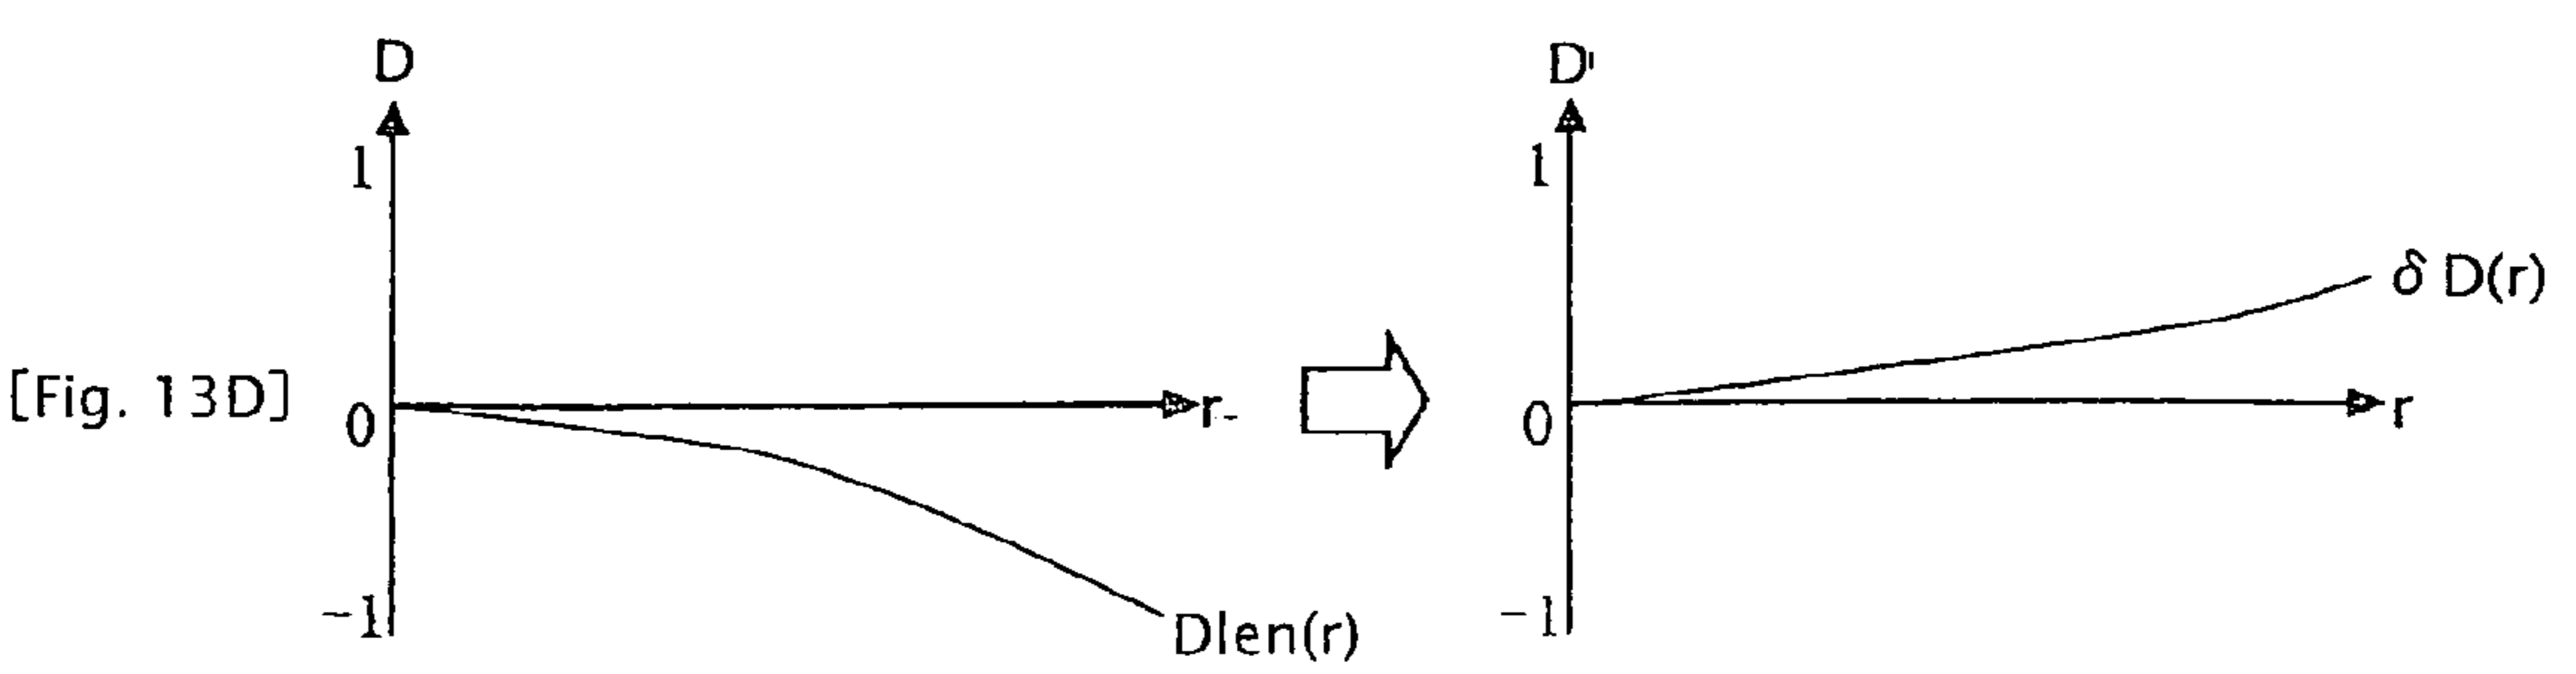 [Fig. 13D]
D
1
0
-1
r
Dlen(r)
D'
1
0
-1
r
δ D(r)